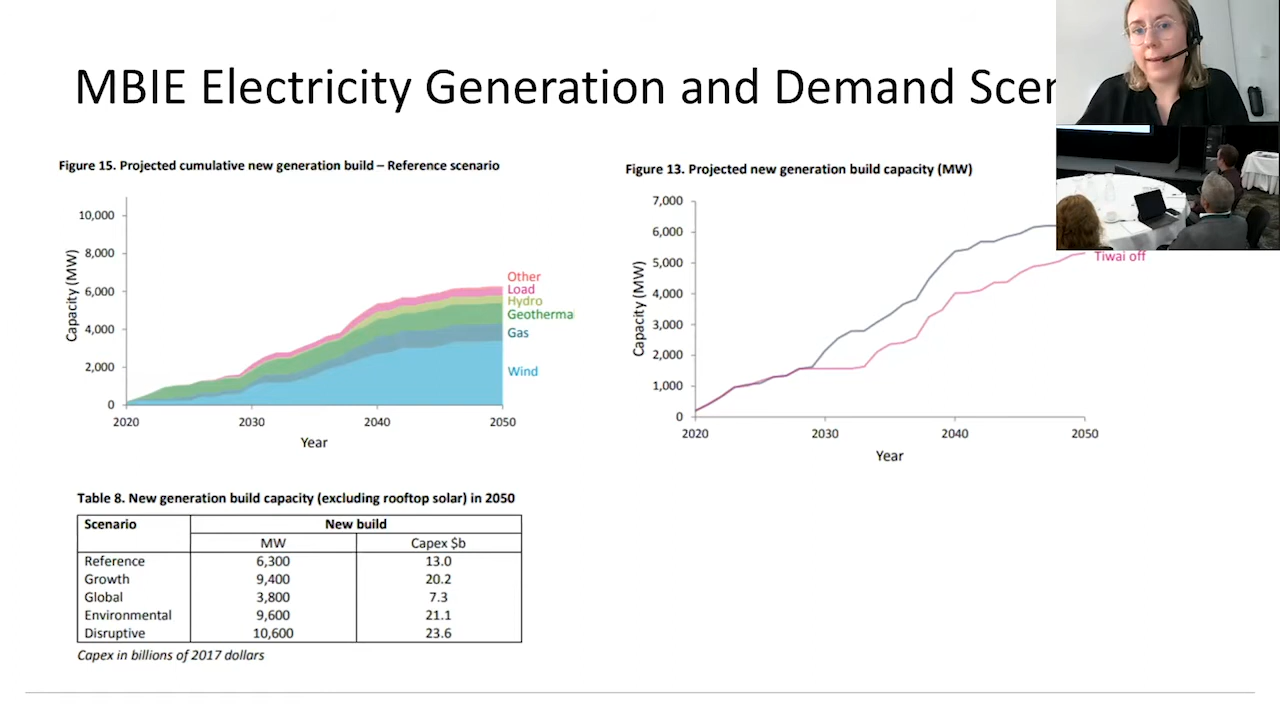 MBIE Electricity Generation and Demand Scen
Figure 15. Projected cumulative new generation build – Reference scenario
Capacity (MW)
10,000
8,000
6,000
4,000
2,000
0
2020
2030
2040
2050
Year
Other
Load
Hydro
Geotherma
Gas
Wind
Figure 13. Projected new generation build capacity (MW)
Capacity (MW)
7,000
6,000
5,000
4,000
3,000
2,000
1,000
0
2020
2030
2040
2050
Year
Tiwai off
Table 8. New generation build capacity (excluding rooftop solar) in 2050
Scenario New build
MW Capex $b
Reference 6,300 13.0
Growth 9,400 20.2
Global 3,800 7.3
Environmental 9,600 21.1
Disruptive 10,600 23.6
Capex in billions of 2017 dollars